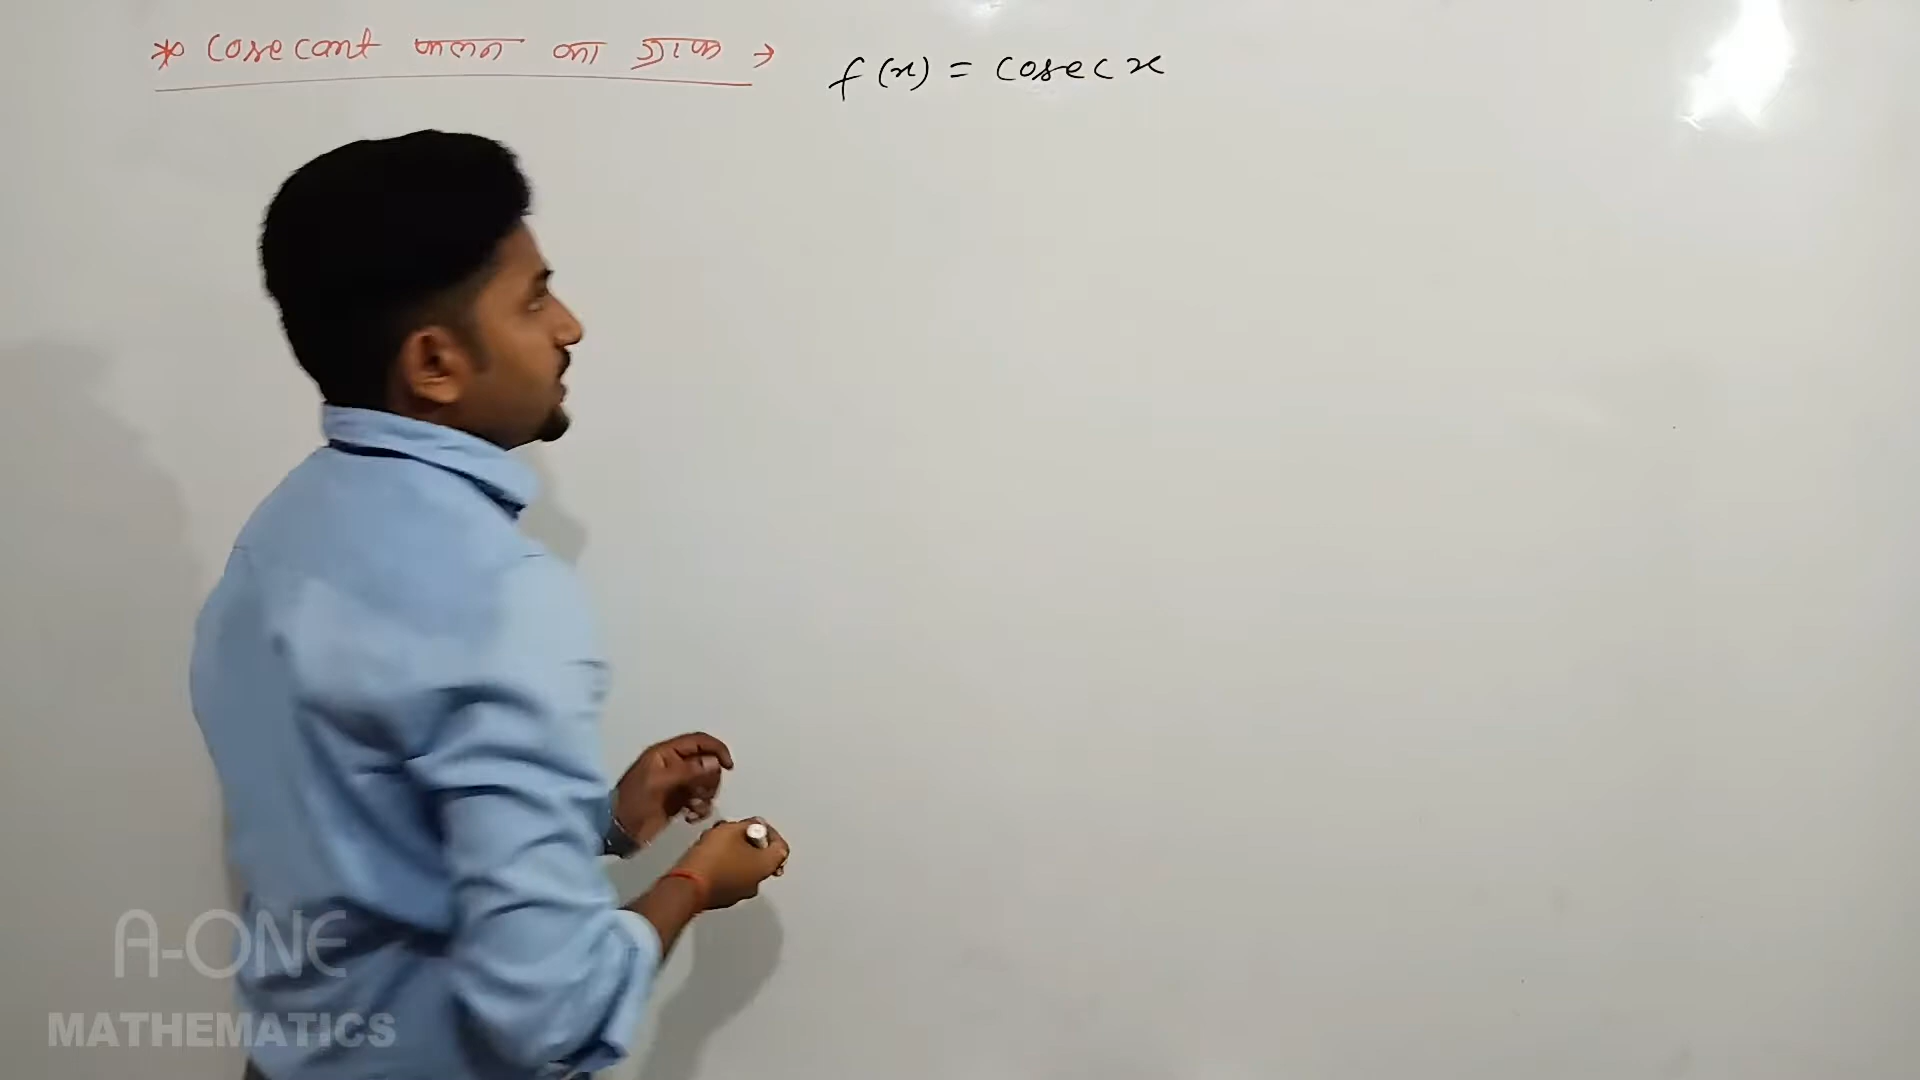 * Cosecant फलन का ग्राफ → f(x) = cosec x
A-ONE
MATHEMATICS